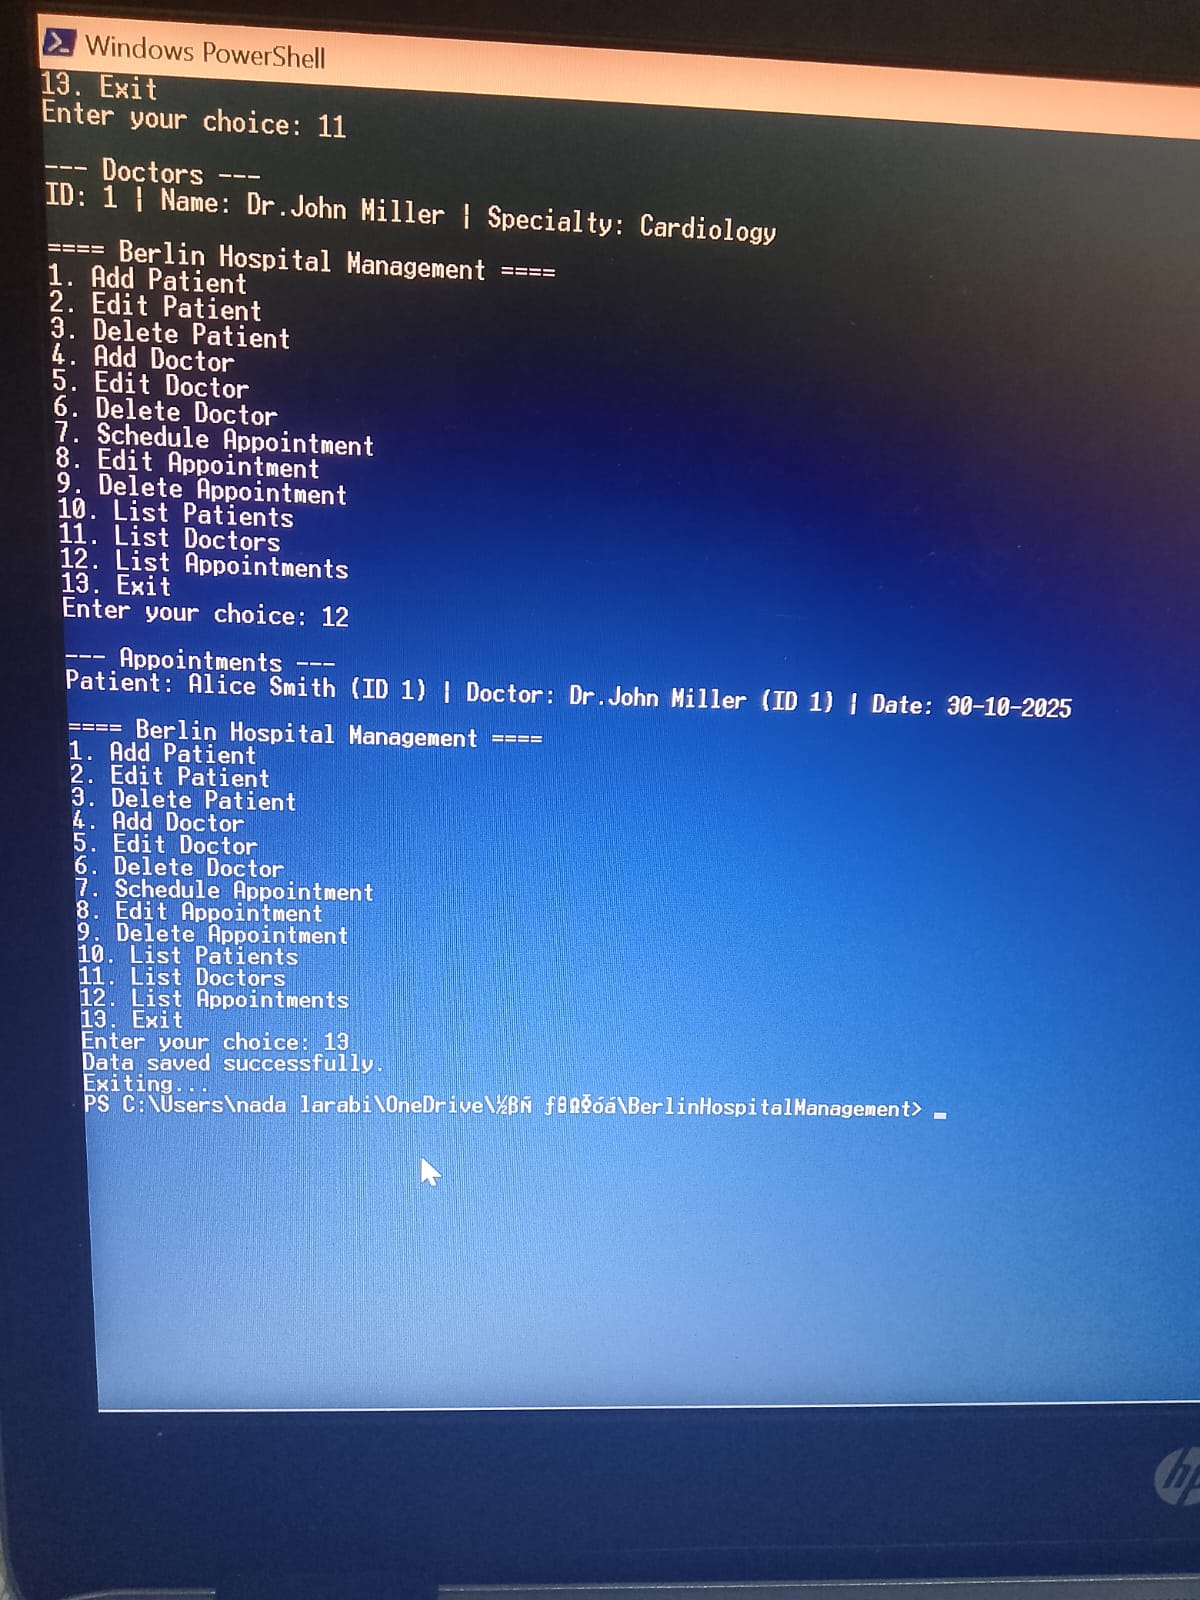 Windows PowerShell
13. Exit
Enter your choice: 11
--- Doctors ---
ID: 1 | Name: Dr.John Miller | Specialty: Cardiology
==== Berlin Hospital Management ====
1. Add Patient
2. Edit Patient
3. Delete Patient
4. Add Doctor
5. Edit Doctor
6. Delete Doctor
7. Schedule Appointment
8. Edit Appointment
9. Delete Appointment
10. List Patients
11. List Doctors
12. List Appointments
13. Exit
Enter your choice: 12
--- Appointments ---
Patient: Alice Smith (ID 1) | Doctor: Dr.John Miller (ID 1) | Date: 30-10-2025
==== Berlin Hospital Management ====
1. Add Patient
2. Edit Patient
3. Delete Patient
4. Add Doctor
5. Edit Doctor
6. Delete Doctor
7. Schedule Appointment
8. Edit Appointment
9. Delete Appointment
10. List Patients
11. List Doctors
12. List Appointments
13. Exit
Enter your choice: 13
Data saved successfully.
Exiting...
PS C:\Users\nada larabi\OneDrive\ \BerlinHospitalManagement> _
hp